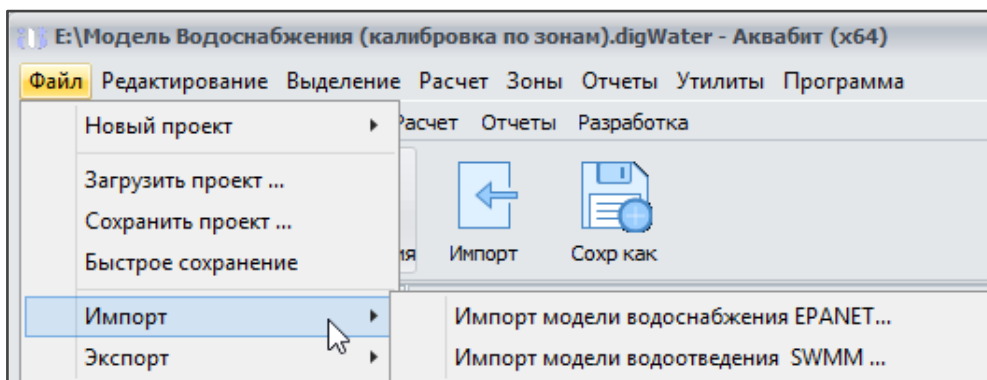 E:\Модель Водоснабжения (калибровка по зонам).digWater - Аквабит (x64)
Файл Редактирование Выделение Расчет Зоны Отчеты Утилиты Программа
Новый проект
Расчет Отчеты Разработка
Загрузить проект ...
Сохранить проект ...
Быстрое сохранение
Импорт Сохр как
Импорт
Импорт модели водоснабжения EPANET...
Экспорт
Импорт модели водоотведения SWMM ...